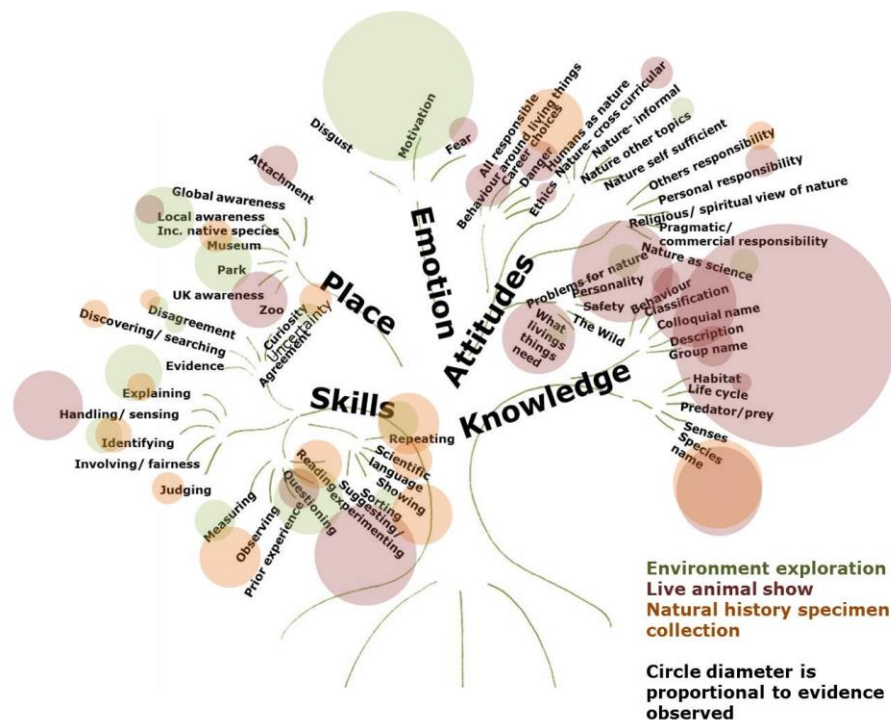 Disgust
Motivation
Fear
Emotion
All responsible
Behaviour around living things
Career choices
Danger
Ethics
Humans as nature
Nature- cross curricular
Nature- informal
Nature other topics
Nature self sufficient
Others responsibility
Personal responsibility
Religious/ spiritual view of nature
Pragmatic/
commercial responsibility
Nature as science
Problems for nature
Attitudes
Attachment
Global awareness
Local awareness
Inc. native species
Museum
Park
UK awareness
Zoo
Place
Disagreement
Discovering/ searching
Evidence
Curiosity
Uncertainty
Agreement
Explaining
Handling/ sensing
Identifying
Involving/ fairness
Judging
Measuring
Observing
Prior experience
Questioning
Reading
Repeating
Scientific
language
Showing
Sorting
Suggesting/
experimenting
Skills
Personality
Safety
The Wild
What
livings
things
need
Behaviour
Classification
Colloquial name
Description
Group name
Habitat
Life cycle
Predator/prey
Senses
Species
name
Knowledge
Environment exploration
Live animal show
Natural history specimen
collection
Circle diameter is
proportional to evidence
observed